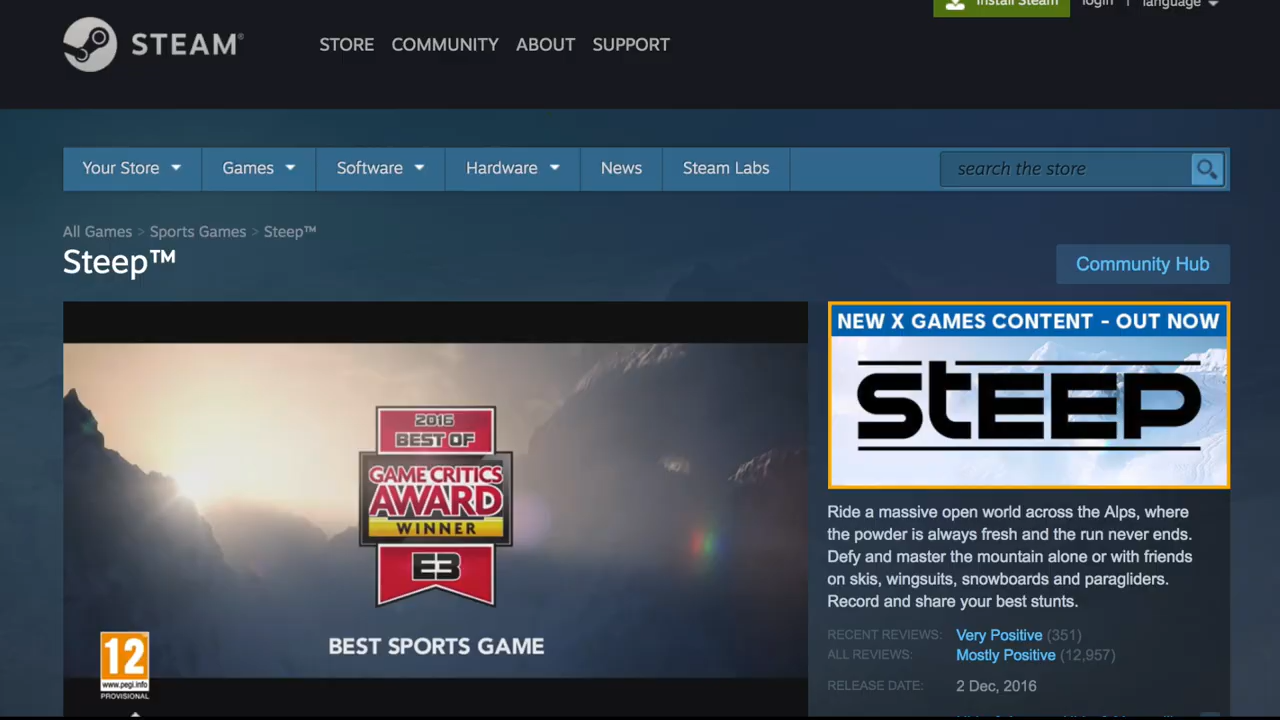 Install Steam login | language
STEAM®
STORE COMMUNITY ABOUT SUPPORT
Your Store Games Software Hardware News Steam Labs search the store
All Games > Sports Games > Steep™
Steep™
Community Hub
2016
BEST OF
GAME CRITICS
AWARD
WINNER
E3
BEST SPORTS GAME
12
www.pegi.info
PROVISIONAL
NEW X GAMES CONTENT - OUT NOW
STEEP
Ride a massive open world across the Alps, where
the powder is always fresh and the run never ends.
Defy and master the mountain alone or with friends
on skis, wingsuits, snowboards and paragliders.
Record and share your best stunts.
RECENT REVIEWS: Very Positive (351)
ALL REVIEWS: Mostly Positive (12,957)
RELEASE DATE: 2 Dec, 2016